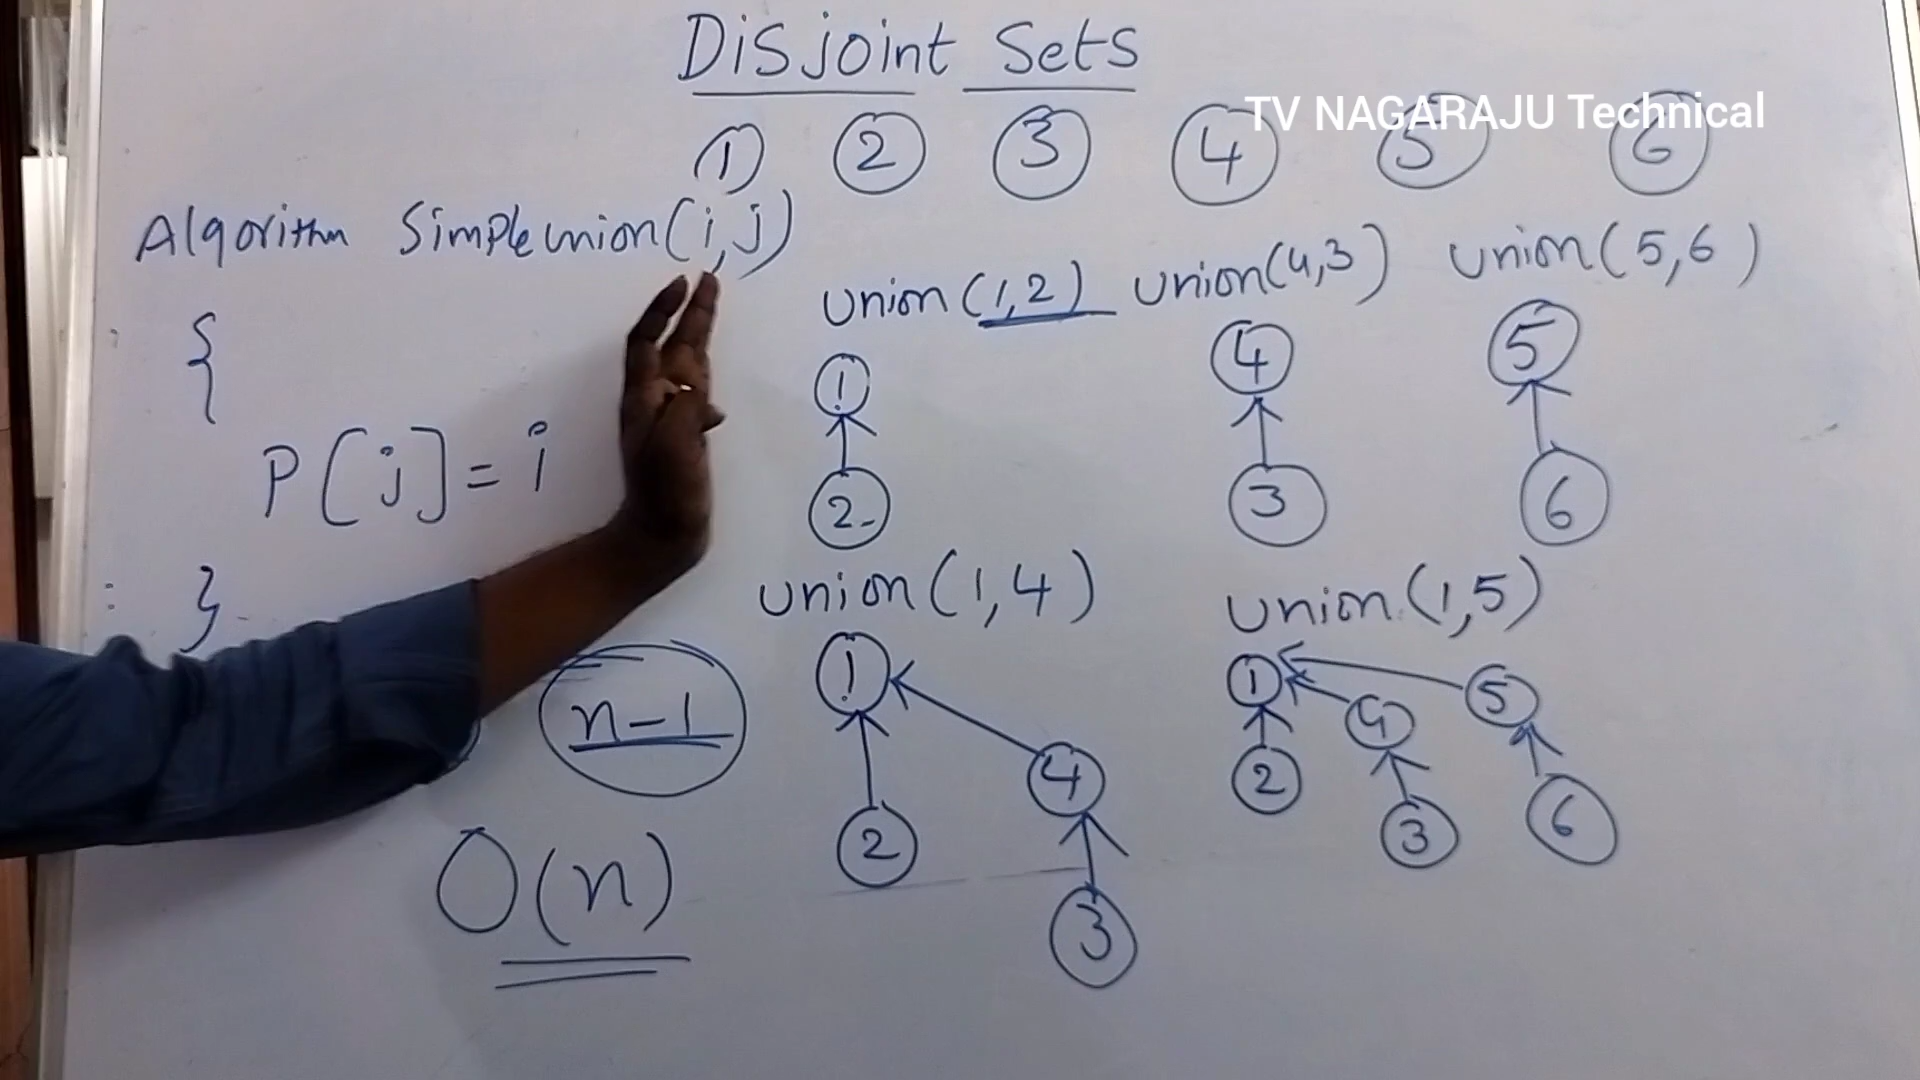 Disjoint Sets
TV NAGARAJU Technical
1 2 3 4 5 6
Algorithm Simpleunion(i,j)
{
P[j]=i
}
n-1
O(n)
union(1,2) union(4,3) union(5,6)
1 4 5
2 3 6
union(1,4) union(1,5)
1
2
4
3
1
2
4
3
5
6